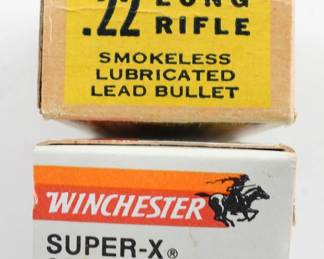 .22 LONG
RIFLE
SMOKELESS
LUBRICATED
LEAD BULLET
WINCHESTER
SUPER-X®